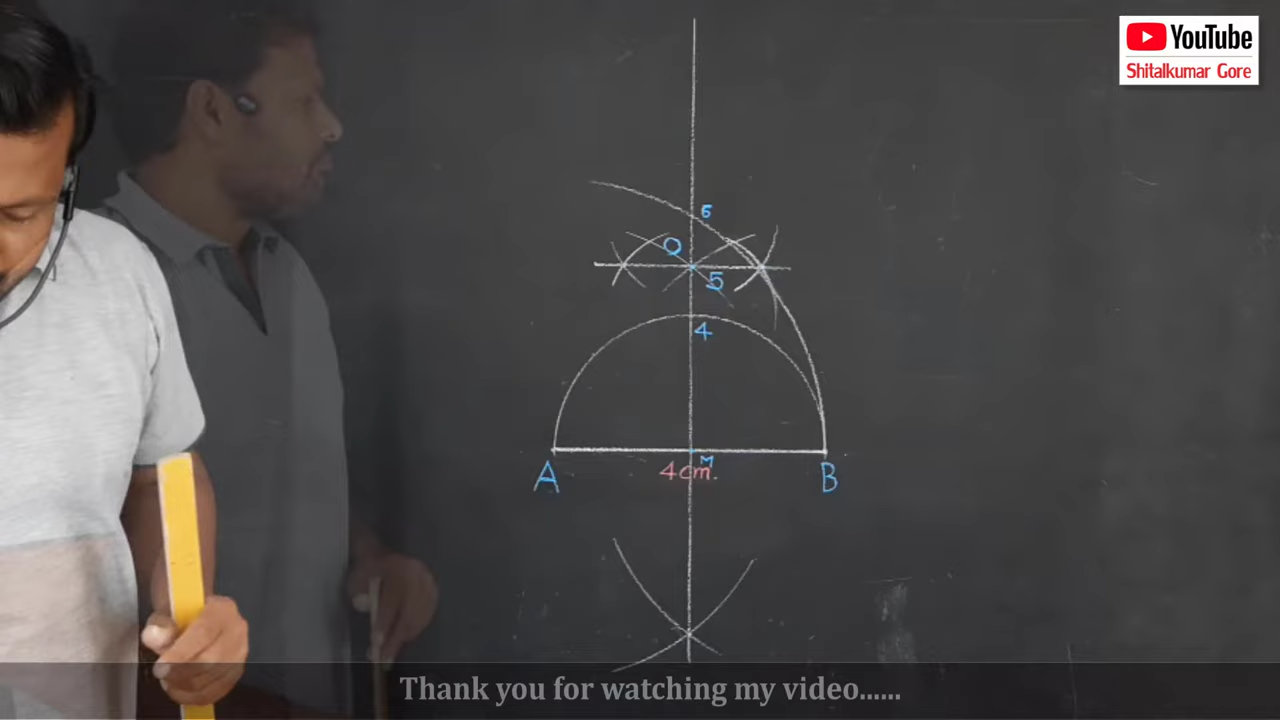 YouTube
Shitalkumar Gore
6
O
5
4
M
4cm.
A
B
Thank you for watching my video......